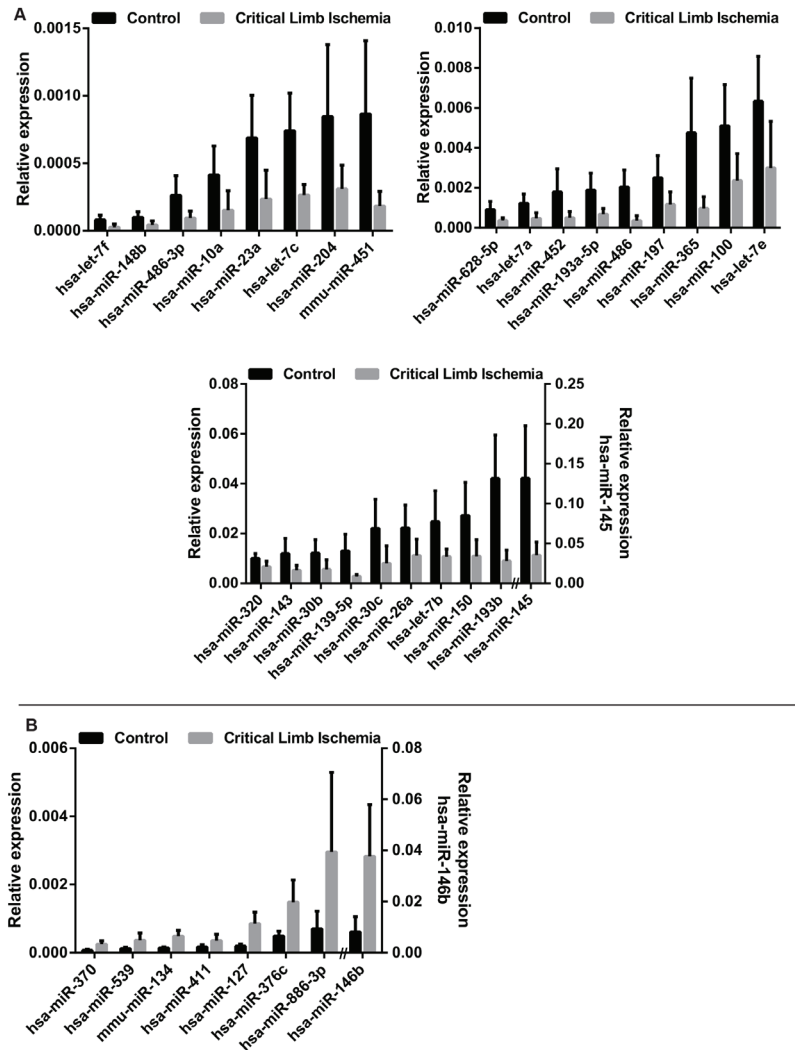 A
Control Critical Limb Ischemia
Relative expression
0.0015
0.0010
0.0005
0.0000
hsa-let-7f
hsa-miR-148b
hsa-miR-486-3p
hsa-miR-10a
hsa-miR-23a
hsa-let-7c
hsa-miR-204
mmu-miR-451
Control Critical Limb Ischemia
Relative expression
0.010
0.008
0.006
0.004
0.002
0.000
hsa-miR-628-5p
hsa-let-7a
hsa-miR-452
hsa-miR-193a-5p
hsa-miR-486
hsa-miR-197
hsa-miR-365
hsa-miR-100
hsa-let-7e
Control Critical Limb Ischemia
Relative expression
0.08
0.06
0.04
0.02
0.00
0.25
0.20
0.15
0.10
0.05
0.00
Relative expression
hsa-miR-145
hsa-miR-320
hsa-miR-143
hsa-miR-30b
hsa-miR-139-5p
hsa-miR-30c
hsa-miR-26a
hsa-let-7b
hsa-miR-150
hsa-miR-193b
hsa-miR-145
B
Control Critical Limb Ischemia
Relative expression
0.006
0.004
0.002
0.000
0.08
0.06
0.04
0.02
0.00
Relative expression
hsa-miR-146b
hsa-miR-370
hsa-miR-539
mmu-miR-134
hsa-miR-411
hsa-miR-127
hsa-miR-376c
hsa-miR-886-3p
hsa-miR-146b